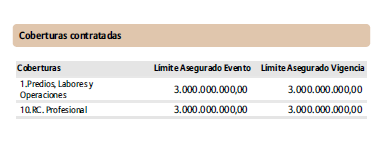 Coberturas contratadas
Coberturas Límite Asegurado Evento Límite Asegurado Vigencia
1.Predios, Labores y
Operaciones 3.000.000.000,00 3.000.000.000,00
10.RC. Profesional 3.000.000.000,00 3.000.000.000,00